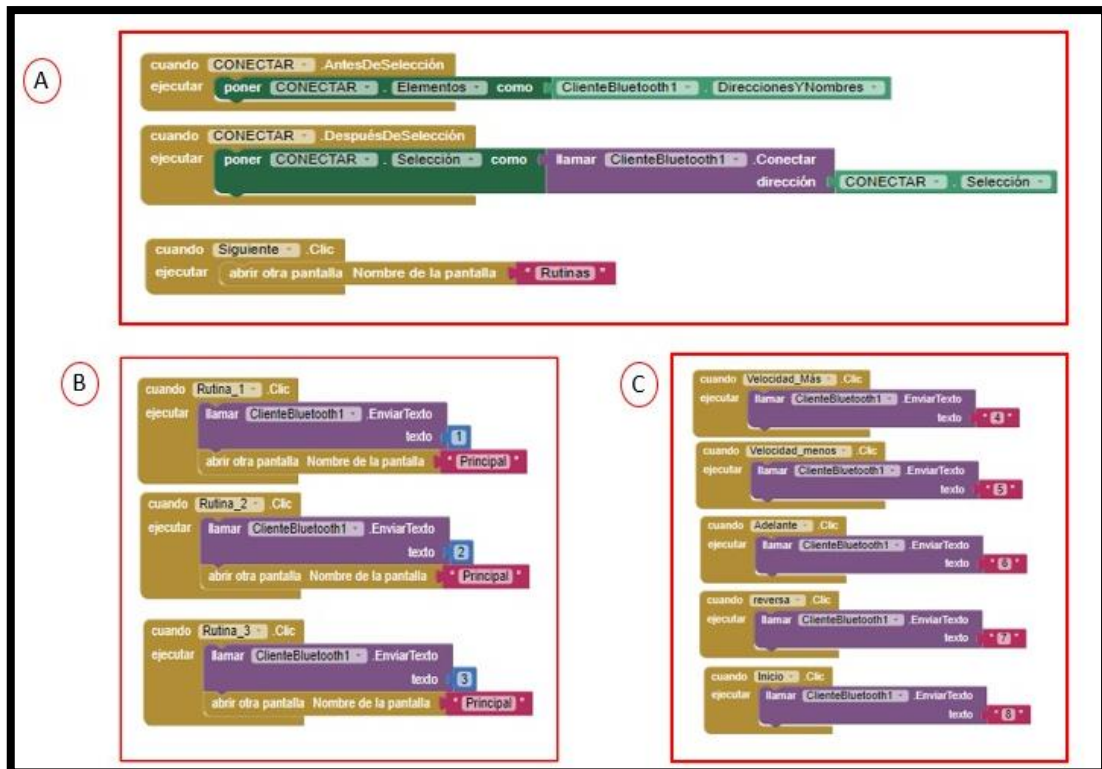 A
cuando CONECTAR .AntesDeSelección
ejecutar poner CONECTAR . Elementos como ClienteBluetooth1 . DireccionesYNombres
cuando CONECTAR .DespuésDeSelección
ejecutar poner CONECTAR . Selección como llamar ClienteBluetooth1 .Conectar
dirección CONECTAR . Selección
cuando Siguiente .Clic
ejecutar abrir otra pantalla Nombre de la pantalla " Rutinas "
B
cuando Rutina_1 .Clic
ejecutar llamar ClienteBluetooth1 .EnviarTexto
texto 1
abrir otra pantalla Nombre de la pantalla " Principal "
cuando Rutina_2 .Clic
ejecutar llamar ClienteBluetooth1 .EnviarTexto
texto 2
abrir otra pantalla Nombre de la pantalla " Principal "
cuando Rutina_3 .Clic
ejecutar llamar ClienteBluetooth1 .EnviarTexto
texto 3
abrir otra pantalla Nombre de la pantalla " Principal "
C
cuando Velocidad_Más .Clic
ejecutar llamar ClienteBluetooth1 .EnviarTexto
texto " 4 "
cuando Velocidad_menos .Clic
ejecutar llamar ClienteBluetooth1 .EnviarTexto
texto " 5 "
cuando Adelante .Clic
ejecutar llamar ClienteBluetooth1 .EnviarTexto
texto " 6 "
cuando reversa .Clic
ejecutar llamar ClienteBluetooth1 .EnviarTexto
texto " 7 "
cuando Inicio .Clic
ejecutar llamar ClienteBluetooth1 .EnviarTexto
texto " 8 "